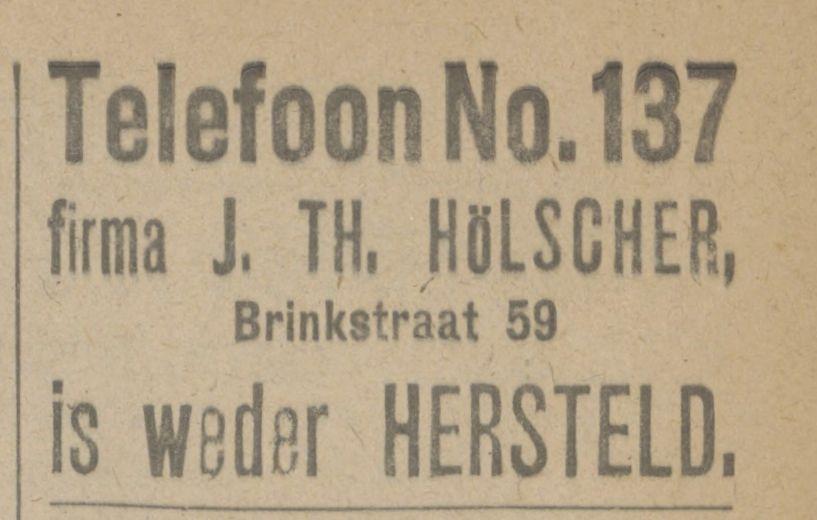 Telefoon No. 137
firma J. TH. HöLSCHER,
Brinkstraat 59
is weder HERSTELD.